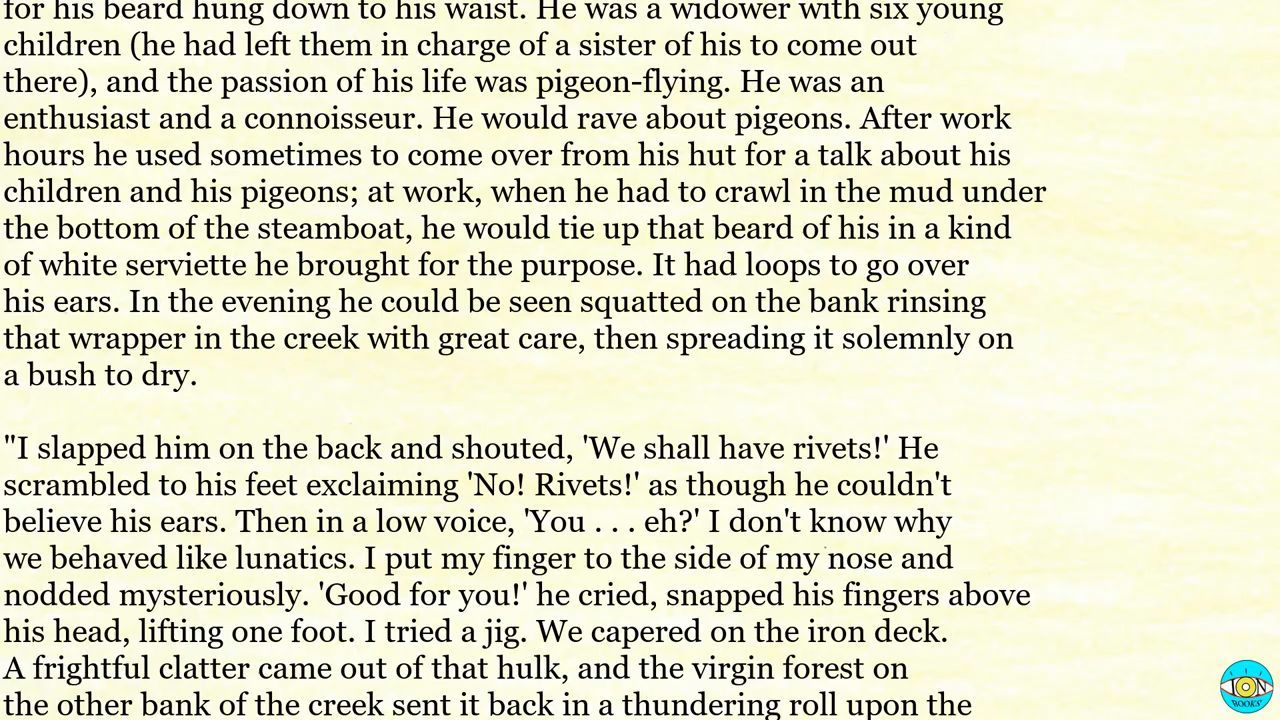 for his beard hung down to his waist. He was a widower with six young
children (he had left them in charge of a sister of his to come out
there), and the passion of his life was pigeon-flying. He was an
enthusiast and a connoisseur. He would rave about pigeons. After work
hours he used sometimes to come over from his hut for a talk about his
children and his pigeons; at work, when he had to crawl in the mud under
the bottom of the steamboat, he would tie up that beard of his in a kind
of white serviette he brought for the purpose. It had loops to go over
his ears. In the evening he could be seen squatted on the bank rinsing
that wrapper in the creek with great care, then spreading it solemnly on
a bush to dry.

"I slapped him on the back and shouted, 'We shall have rivets!' He
scrambled to his feet exclaiming 'No! Rivets!' as though he couldn't
believe his ears. Then in a low voice, 'You . . . eh?' I don't know why
we behaved like lunatics. I put my finger to the side of my nose and
nodded mysteriously. 'Good for you!' he cried, snapped his fingers above
his head, lifting one foot. I tried a jig. We capered on the iron deck.
A frightful clatter came out of that hulk, and the virgin forest on
the other bank of the creek sent it back in a thundering roll upon the
ION
BOOKS